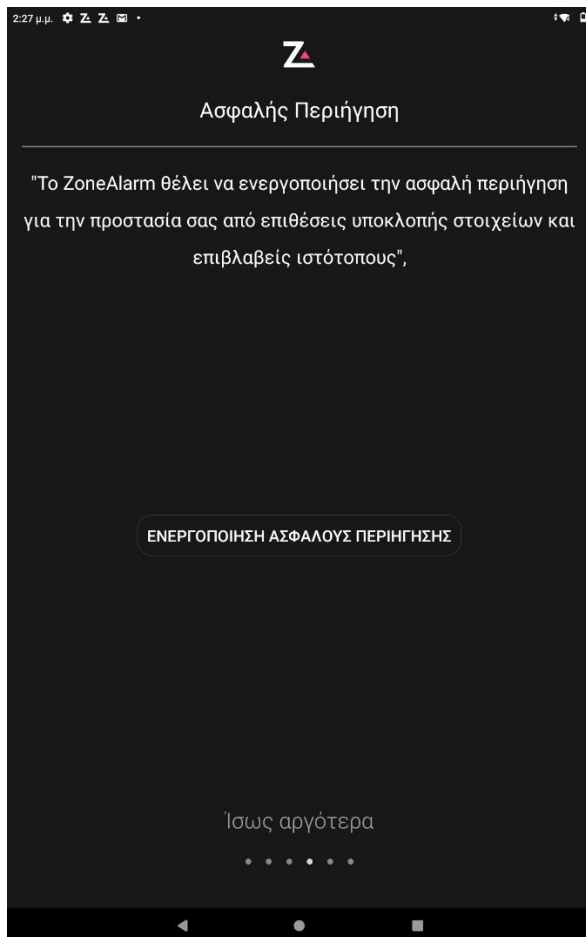 2:27 μ.μ.
Ασφαλής Περιήγηση
"Το ZoneAlarm θέλει να ενεργοποιήσει την ασφαλή περιήγηση
για την προστασία σας από επιθέσεις υποκλοπής στοιχείων και
επιβλαβείς ιστότοπους",
ΕΝΕΡΓΟΠΟΙΗΣΗ ΑΣΦΑΛΟΥΣ ΠΕΡΙΗΓΗΣΗΣ
Ίσως αργότερα